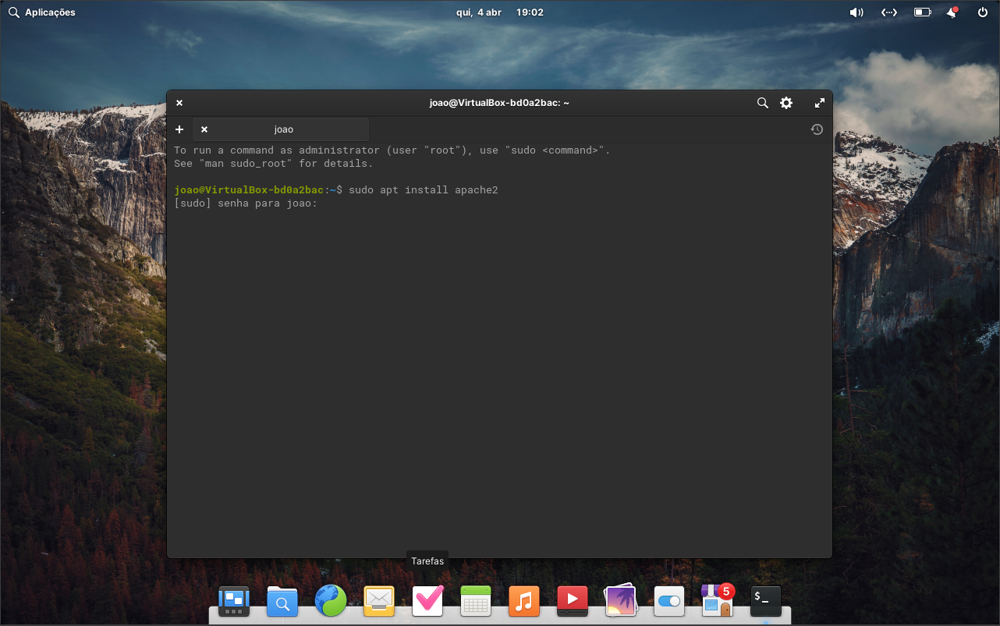 Aplicações
qui, 4 abr 19:02
joao@VirtualBox-bd0a2bac: ~
joao
To run a command as administrator (user "root"), use "sudo <command>".
See "man sudo_root" for details.
joao@VirtualBox-bd0a2bac:~$ sudo apt install apache2
[sudo] senha para joao:
Tarefas
5
$_